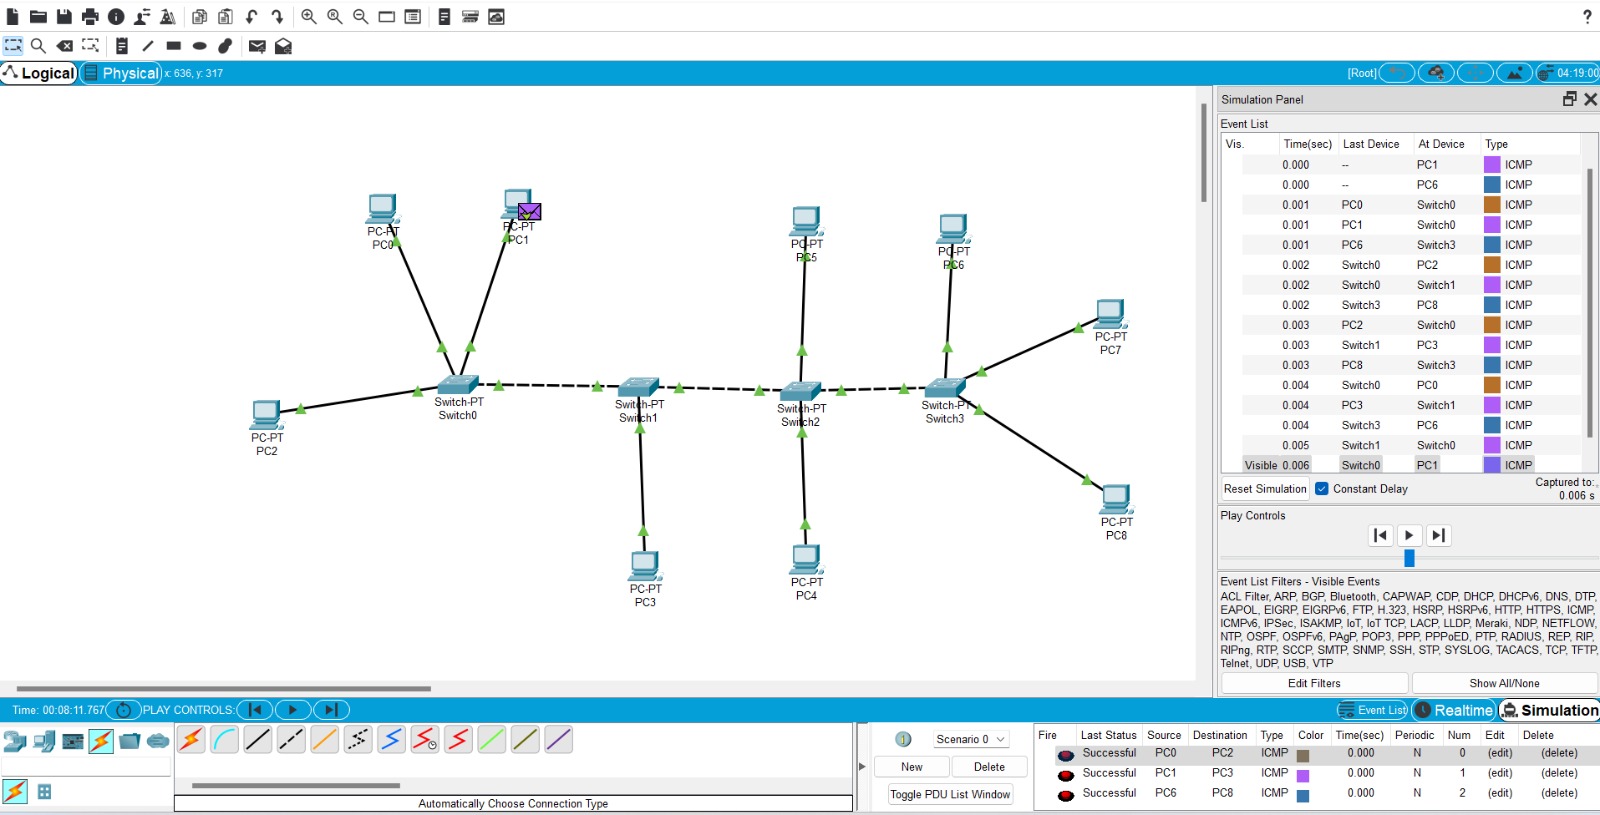 ?
Logical Physical x: 636, y: 317 [Root] 04:19:00
Simulation Panel
Event List
Vis. Time(sec) Last Device At Device Type
0.000 -- PC1 ICMP
0.000 -- PC6 ICMP
0.001 PC0 Switch0 ICMP
0.001 PC1 Switch0 ICMP
0.001 PC6 Switch3 ICMP
0.002 Switch0 PC2 ICMP
0.002 Switch0 Switch1 ICMP
0.002 Switch3 PC8 ICMP
0.003 PC2 Switch0 ICMP
0.003 Switch1 PC3 ICMP
0.003 PC8 Switch3 ICMP
0.004 Switch0 PC0 ICMP
0.004 PC3 Switch1 ICMP
0.004 Switch3 PC6 ICMP
0.005 Switch1 Switch0 ICMP
Visible 0.006 Switch0 PC1 ICMP
Reset Simulation Constant Delay Captured to:
0.006 s
Play Controls
Event List Filters - Visible Events
ACL Filter, ARP, BGP, Bluetooth, CAPWAP, CDP, DHCP, DHCPv6, DNS, DTP,
EAPOL, EIGRP, EIGRPv6, FTP, H.323, HSRP, HSRPv6, HTTP, HTTPS, ICMP,
ICMPv6, IPSec, ISAKMP, IoT, IoT TCP, LACP, LLDP, Meraki, NDP, NETFLOW,
NTP, OSPF, OSPFv6, PAgP, POP3, PPP, PPPoED, PTP, RADIUS, REP, RIP,
RIPng, RTP, SCCP, SMTP, SNMP, SSH, STP, SYSLOG, TACACS, TCP, TFTP,
Telnet, UDP, USB, VTP
Edit Filters Show All/None
PC-PT
PC0
PC-PT
PC1
PC-PT
PC5
PC-PT
PC6
PC-PT
PC7
Switch-PT
Switch0
Switch-PT
Switch1
Switch-PT
Switch2
Switch-PT
Switch3
PC-PT
PC2
PC-PT
PC8
PC-PT
PC3
PC-PT
PC4
Time: 00:08:11.767 PLAY CONTROLS: Event List Realtime Simulation
Scenario 0
New Delete
Toggle PDU List Window
Automatically Choose Connection Type
Fire Last Status Source Destination Type Color Time(sec) Periodic Num Edit Delete
Successful PC0 PC2 ICMP 0.000 N 0 (edit) (delete)
Successful PC1 PC3 ICMP 0.000 N 1 (edit) (delete)
Successful PC6 PC8 ICMP 0.000 N 2 (edit) (delete)